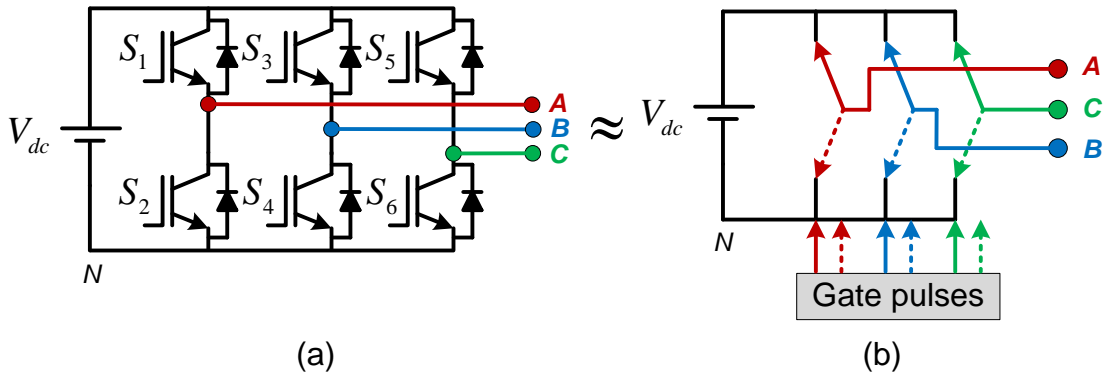 S1 S3 S5
A
B
C
Vdc
S2 S4 S6
N
(a)
≈
A
C
B
Vdc
N
Gate pulses
(b)